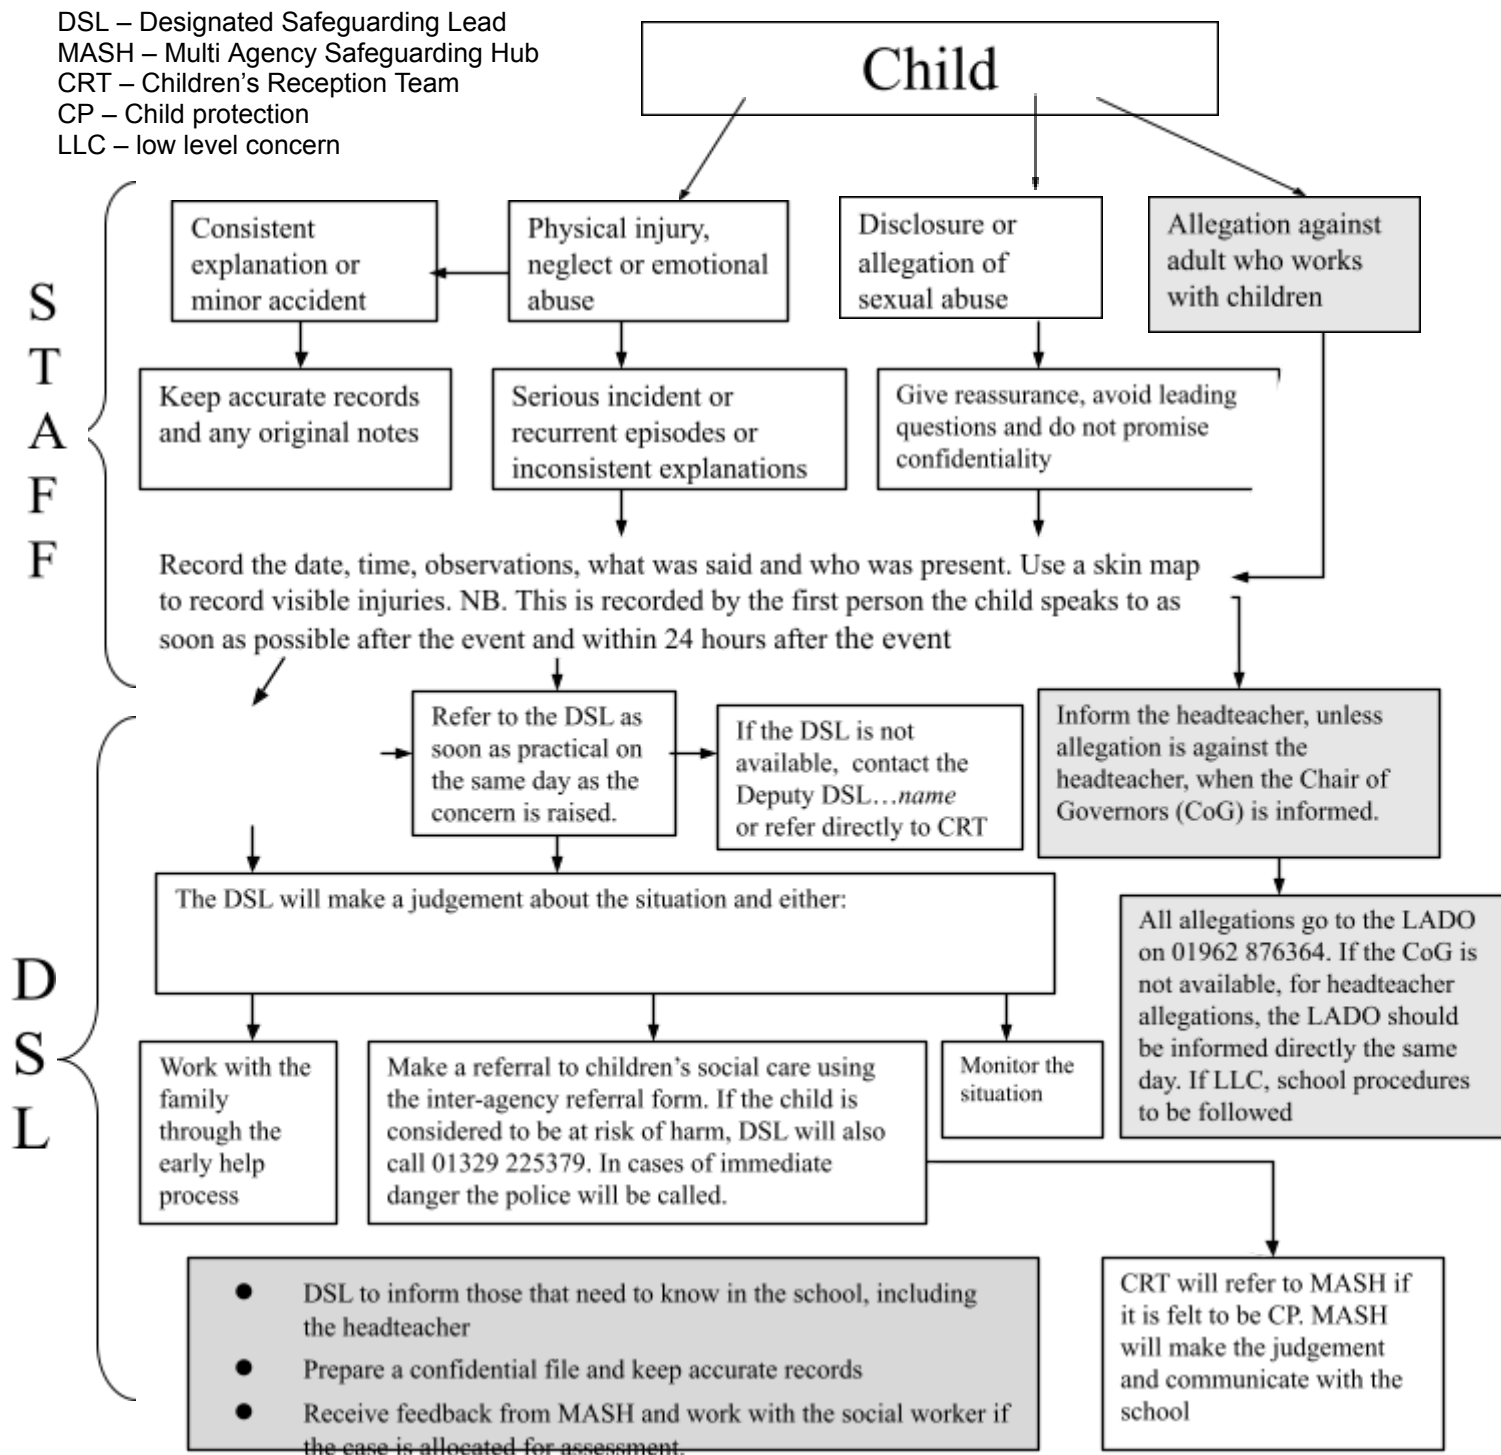 DSL – Designated Safeguarding Lead
MASH – Multi Agency Safeguarding Hub
CRT – Children's Reception Team
CP – Child protection
LLC – low level concern
Child
S
T
A
F
F
Consistent
explanation or
minor accident
Physical injury,
neglect or emotional
abuse
Disclosure or
allegation of
sexual abuse
Allegation against
adult who works
with children
Keep accurate records
and any original notes
Serious incident or
recurrent episodes or
inconsistent explanations
Give reassurance, avoid leading
questions and do not promise
confidentiality
Record the date, time, observations, what was said and who was present. Use a skin map
to record visible injuries. NB. This is recorded by the first person the child speaks to as
soon as possible after the event and within 24 hours after the event
D
S
L
Refer to the DSL as
soon as practical on
the same day as the
concern is raised.
If the DSL is not
available,  contact the
Deputy DSL…name
or refer directly to CRT
Inform the headteacher, unless
allegation is against the
headteacher, when the Chair of
Governors (CoG) is informed.
The DSL will make a judgement about the situation and either:
All allegations go to the LADO
on 01962 876364. If the CoG is
not available, for headteacher
allegations, the LADO should
be informed directly the same
day. If LLC, school procedures
to be followed
Work with the
family
through the
early help
process
Make a referral to children's social care using
the inter-agency referral form. If the child is
considered to be at risk of harm, DSL will also
call 01329 225379. In cases of immediate
danger the police will be called.
Monitor the
situation
● DSL to inform those that need to know in the school, including
the headteacher
● Prepare a confidential file and keep accurate records
● Receive feedback from MASH and work with the social worker if
the case is allocated for assessment.
CRT will refer to MASH if
it is felt to be CP. MASH
will make the judgement
and communicate with the
school